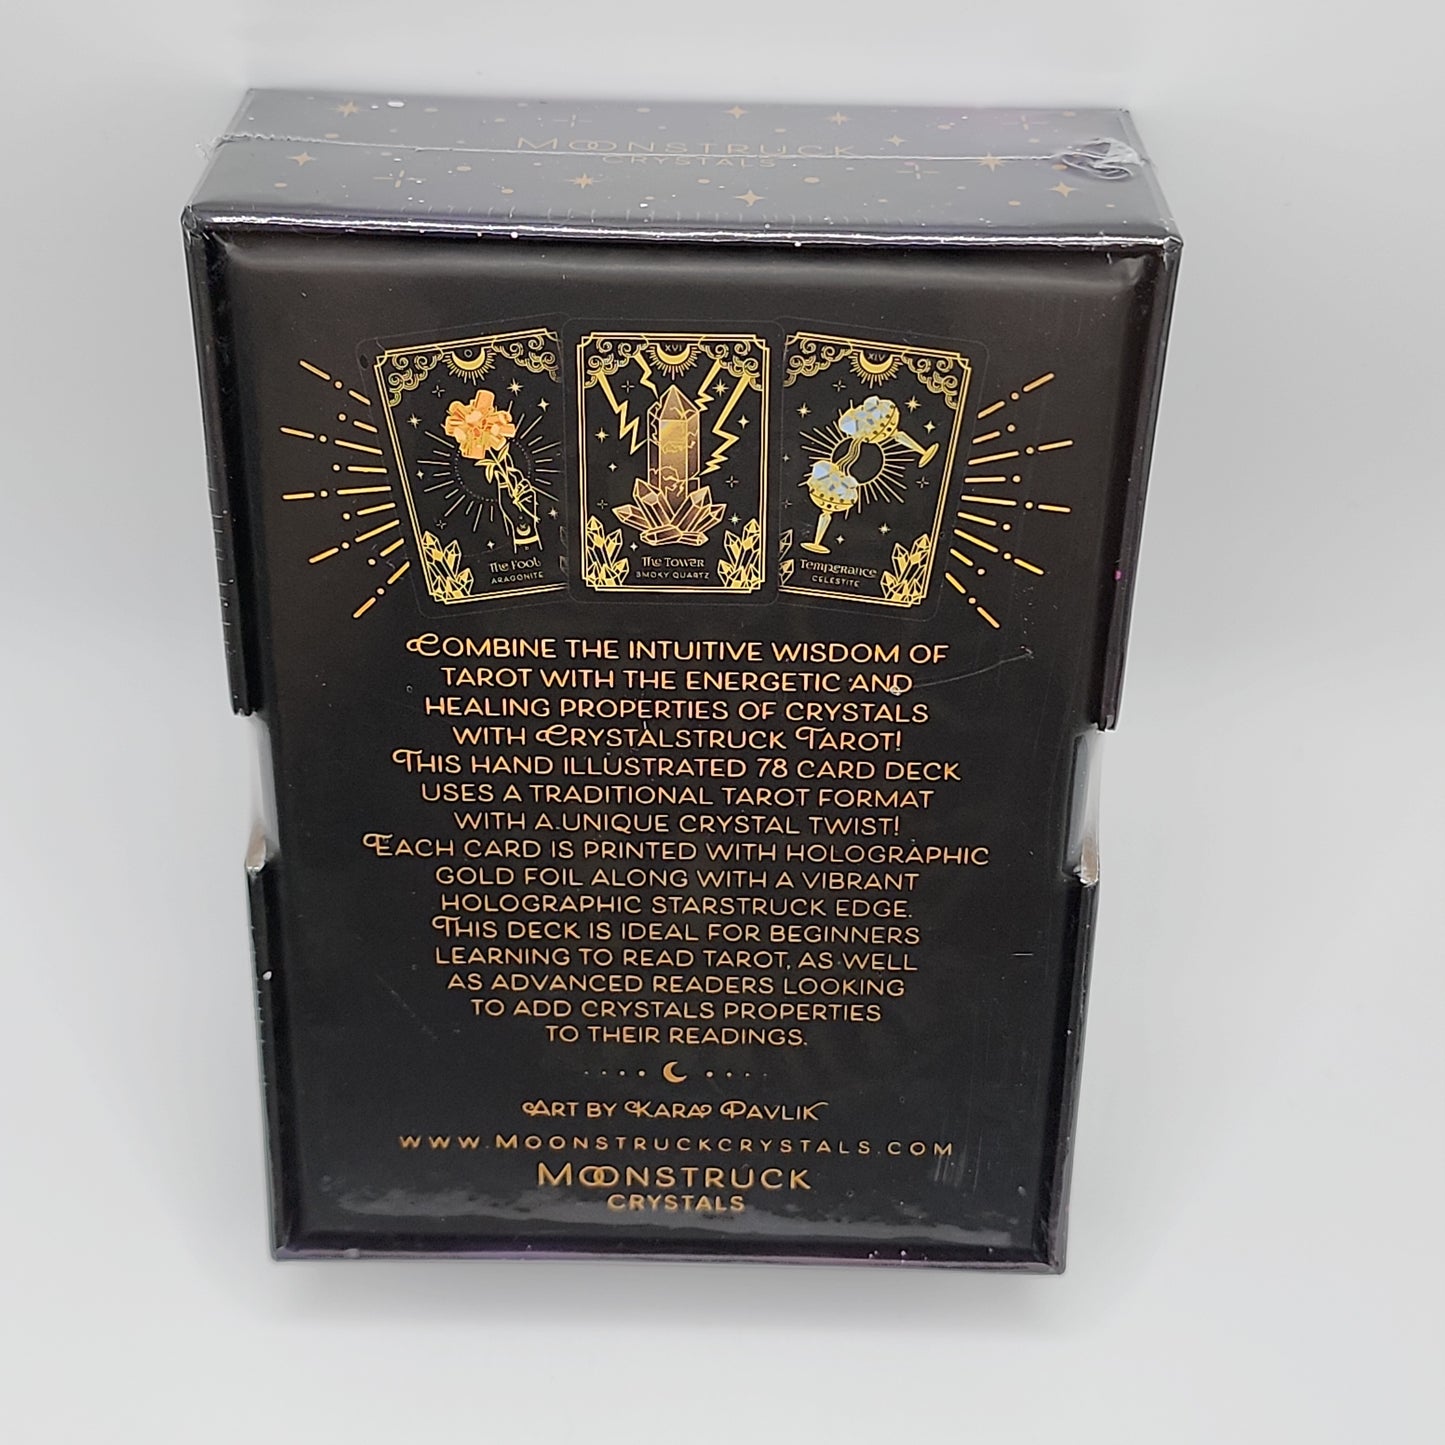 MOONSTRUCK
CRYSTALS
0
XVI
XIV
The Fool
ARAGONITE
The Tower
SMOKY QUARTZ
Temperance
CELESTITE
COMBINE THE INTUITIVE WISDOM OF
TAROT WITH THE ENERGETIC AND
HEALING PROPERTIES OF CRYSTALS
WITH CRYSTALSTRUCK TAROT!
THIS HAND ILLUSTRATED 78 CARD DECK
USES A TRADITIONAL TAROT FORMAT
WITH A UNIQUE CRYSTAL TWIST!
EACH CARD IS PRINTED WITH HOLOGRAPHIC
GOLD FOIL ALONG WITH A VIBRANT
HOLOGRAPHIC STARSTRUCK EDGE.
THIS DECK IS IDEAL FOR BEGINNERS
LEARNING TO READ TAROT, AS WELL
AS ADVANCED READERS LOOKING
TO ADD CRYSTALS PROPERTIES
TO THEIR READINGS.
ART BY KARA PAVLIK
WWW.MOONSTRUCKCRYSTALS.COM
MOONSTRUCK
CRYSTALS